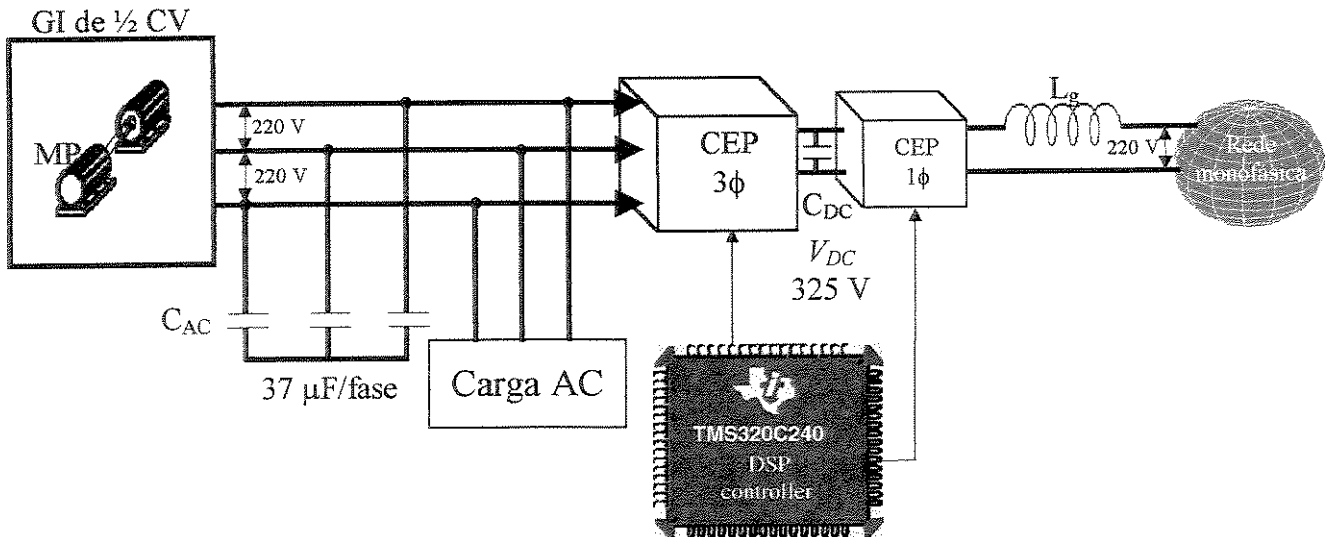 GI de ½ CV
MP
220 V
220 V
C_AC
37 µF/fase
Carga AC
CEP
3ϕ
C_DC
V_DC
325 V
CEP
1ϕ
L_g
220 V
Rede
monofásica
TMS320C240
DSP
controller